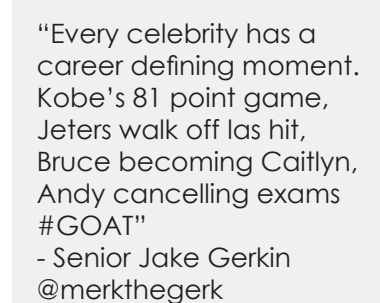 “Every celebrity has a
career defining moment.
Kobe’s 81 point game,
Jeters walk off las hit,
Bruce becoming Caitlyn,
Andy cancelling exams
#GOAT”
- Senior Jake Gerkin
@merkthegerk